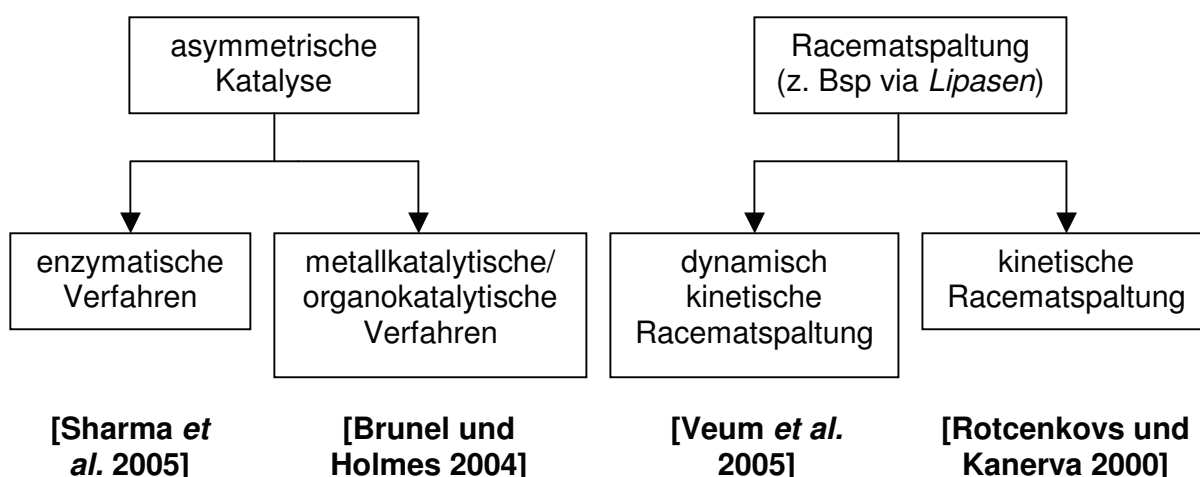 asymmetrische
Katalyse
Racematspaltung
(z. Bsp via Lipasen)
enzymatische
Verfahren
metallkatalytische/
organokatalytische
Verfahren
dynamisch
kinetische
Racematspaltung
kinetische
Racematspaltung
[Sharma et
al. 2005]
[Brunel und
Holmes 2004]
[Veum et al.
2005]
[Rotcenkovs und
Kanerva 2000]